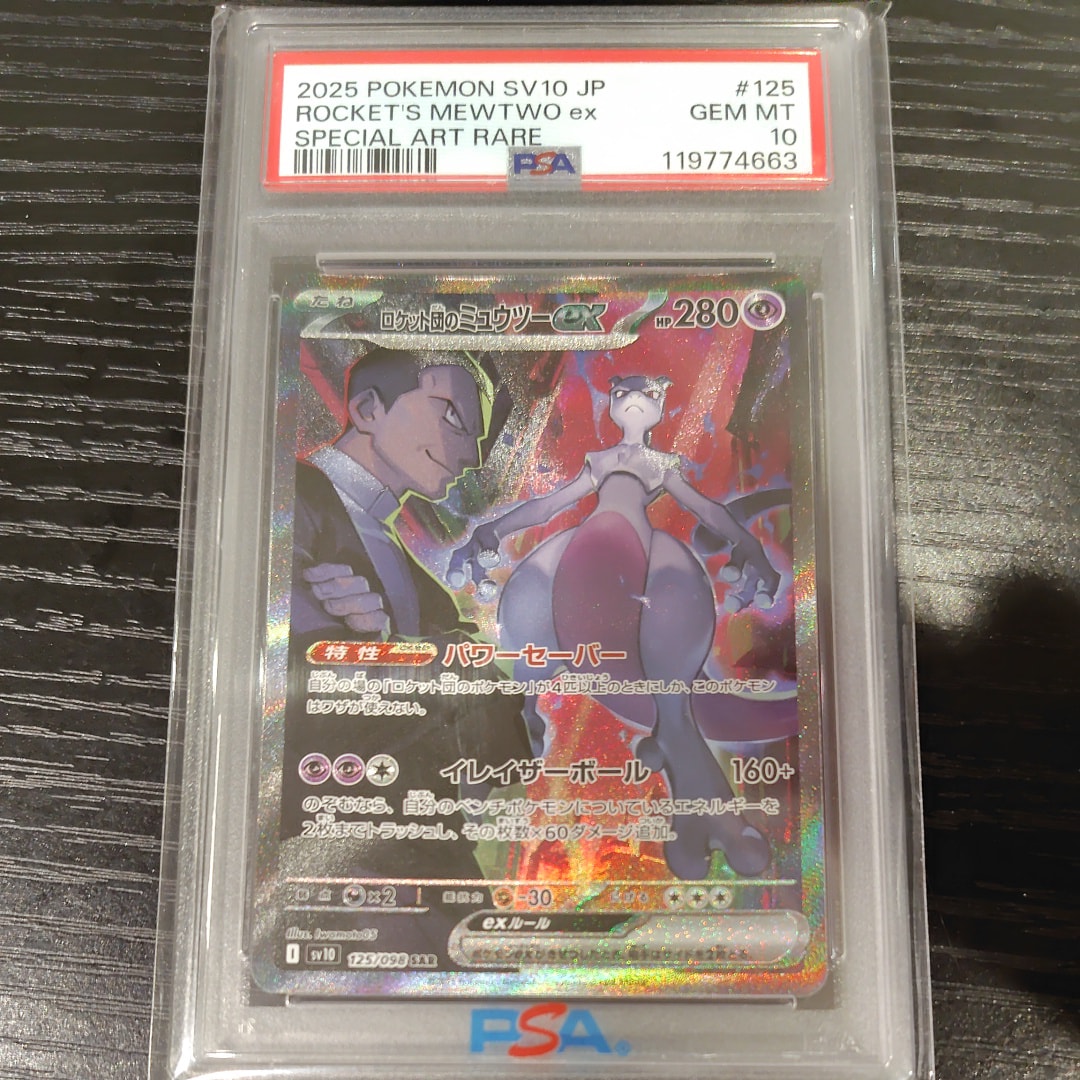 2025 POKEMON SV10 JP
#125
ROCKET'S MEWTWO ex
GEM MT
SPECIAL ART RARE
10
PSA
119774663
たね
ロケット団のミュウツーex
HP280
特性
パワーセーバー
自分の場の「ロケット団のポケモン」が4匹以上のときにしか、このポケモン
はワザが使えない。
イレイザーボール
160+
のぞむなら、自分のベンチポケモンについているエネルギーを
2枚までトラッシュし、その枚数×60ダメージ追加。
×2
抵抗力
-30
exルール
Illus. Iwamoto05
I sv10 125/098 SAR
PSA